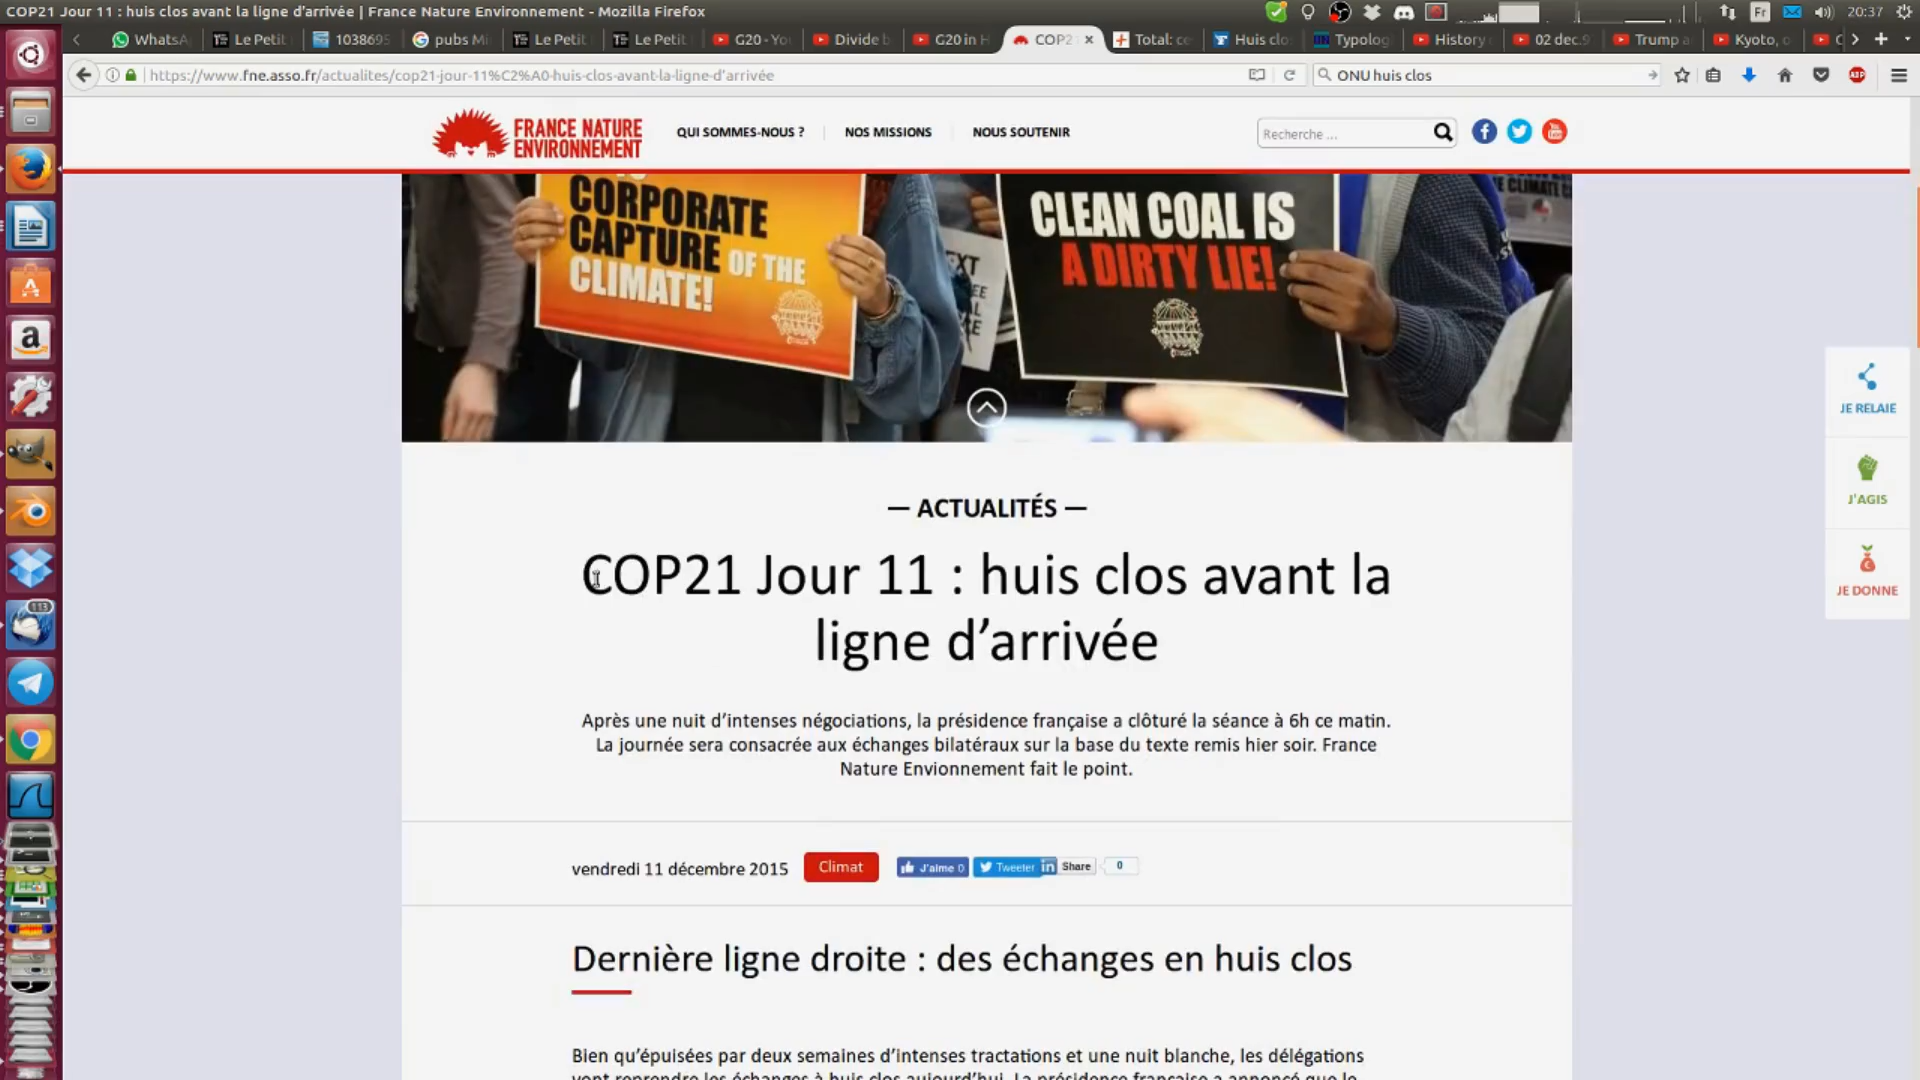 COP21 Jour 11 : huis clos avant la ligne d'arrivée | France Nature Environnement - Mozilla Firefox
Fr
20:37
WhatsA
Le Petit
1038695
pubs Mi
Le Petit
Le Petit
G20 - Yo
Divide b
G20 in H
COP2
Total: ce
Huis clo
Typolog
History
02 dec.9
Trump a
Kyoto, o
https://www.fne.asso.fr/actualites/cop21-jour-11%C2%A0-huis-clos-avant-la-ligne-d'arrivée
ONU huis clos
ABP
FRANCE NATURE
ENVIRONNEMENT
QUI SOMMES-NOUS ?
NOS MISSIONS
NOUS SOUTENIR
Recherche ...
You
Tube
CORPORATE
CAPTURE OF THE
CLIMATE!
CLEAN COAL IS
A DIRTY LIE!
JE RELAIE
J'AGIS
JE DONNE
— ACTUALITÉS —
COP21 Jour 11 : huis clos avant la
ligne d'arrivée
Après une nuit d'intenses négociations, la présidence française a clôturé la séance à 6h ce matin.
La journée sera consacrée aux échanges bilatéraux sur la base du texte remis hier soir. France
Nature Envionnement fait le point.
vendredi 11 décembre 2015
Climat
J'aime 0
Tweeter
in Share
0
Dernière ligne droite : des échanges en huis clos
Bien qu'épuisées par deux semaines d'intenses tractations et une nuit blanche, les délégations
vont reprendre les échanges à huis clos aujourd'hui. La présidence française a annoncé que le
113